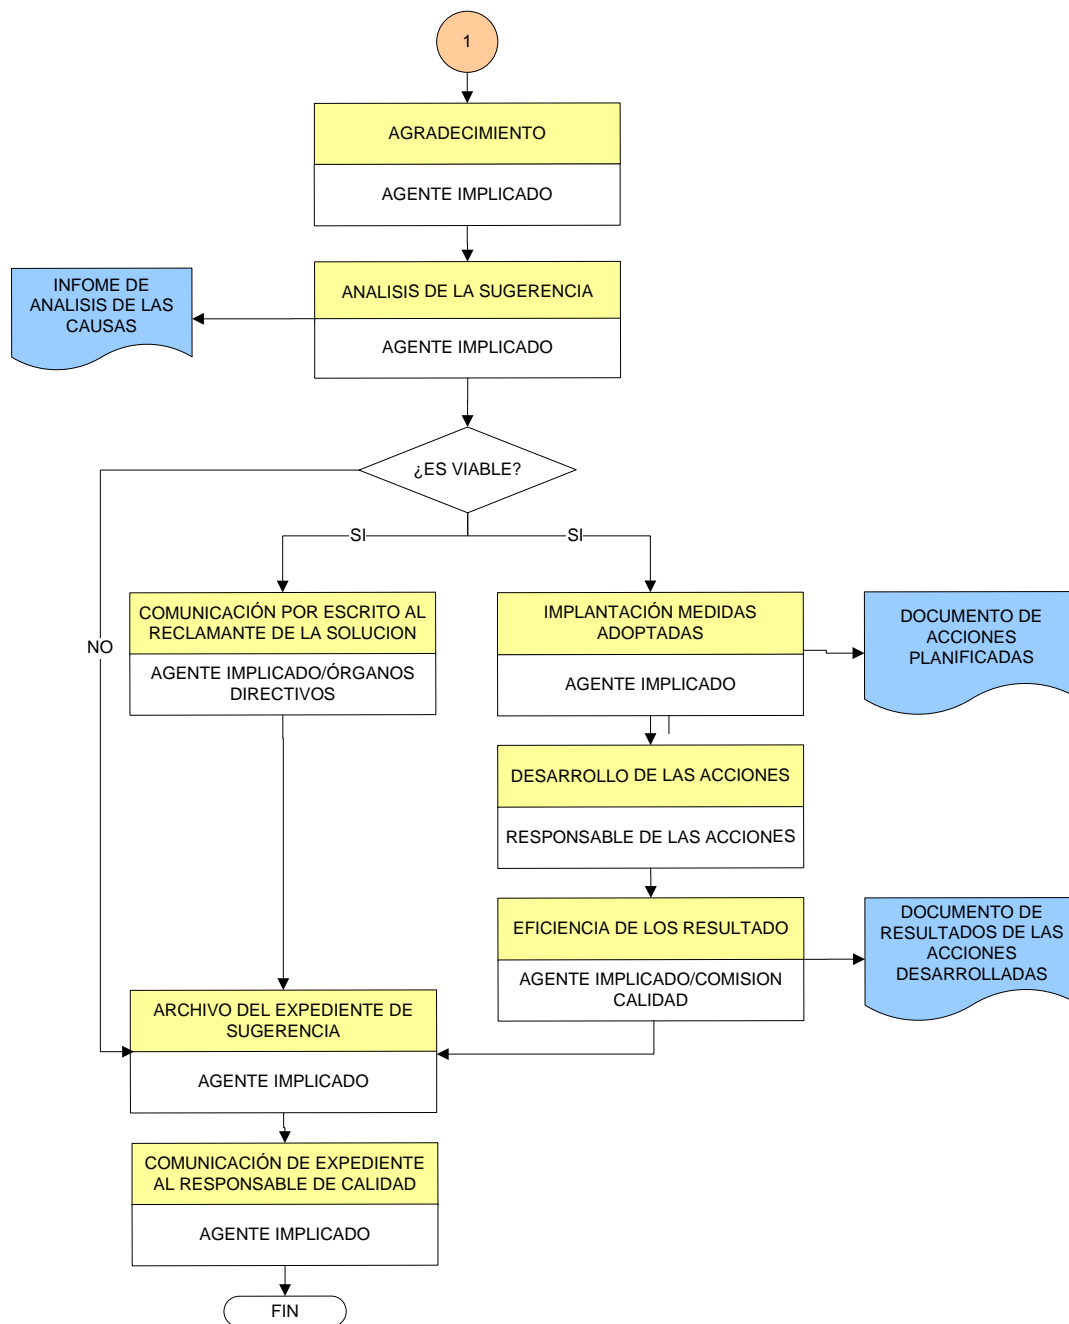 1
AGRADECIMIENTO
AGENTE IMPLICADO
INFOME DE
ANALISIS DE LAS
CAUSAS
ANALISIS DE LA SUGERENCIA
AGENTE IMPLICADO
¿ES VIABLE?
SI
SI
NO
COMUNICACIÓN POR ESCRITO AL
RECLAMANTE DE LA SOLUCION
AGENTE IMPLICADO/ÓRGANOS
DIRECTIVOS
IMPLANTACIÓN MEDIDAS
ADOPTADAS
AGENTE IMPLICADO
DOCUMENTO DE
ACCIONES
PLANIFICADAS
DESARROLLO DE LAS ACCIONES
RESPONSABLE DE LAS ACCIONES
EFICIENCIA DE LOS RESULTADO
AGENTE IMPLICADO/COMISION
CALIDAD
DOCUMENTO DE
RESULTADOS DE LAS
ACCIONES
DESARROLLADAS
ARCHIVO DEL EXPEDIENTE DE
SUGERENCIA
AGENTE IMPLICADO
COMUNICACIÓN DE EXPEDIENTE
AL RESPONSABLE DE CALIDAD
AGENTE IMPLICADO
FIN